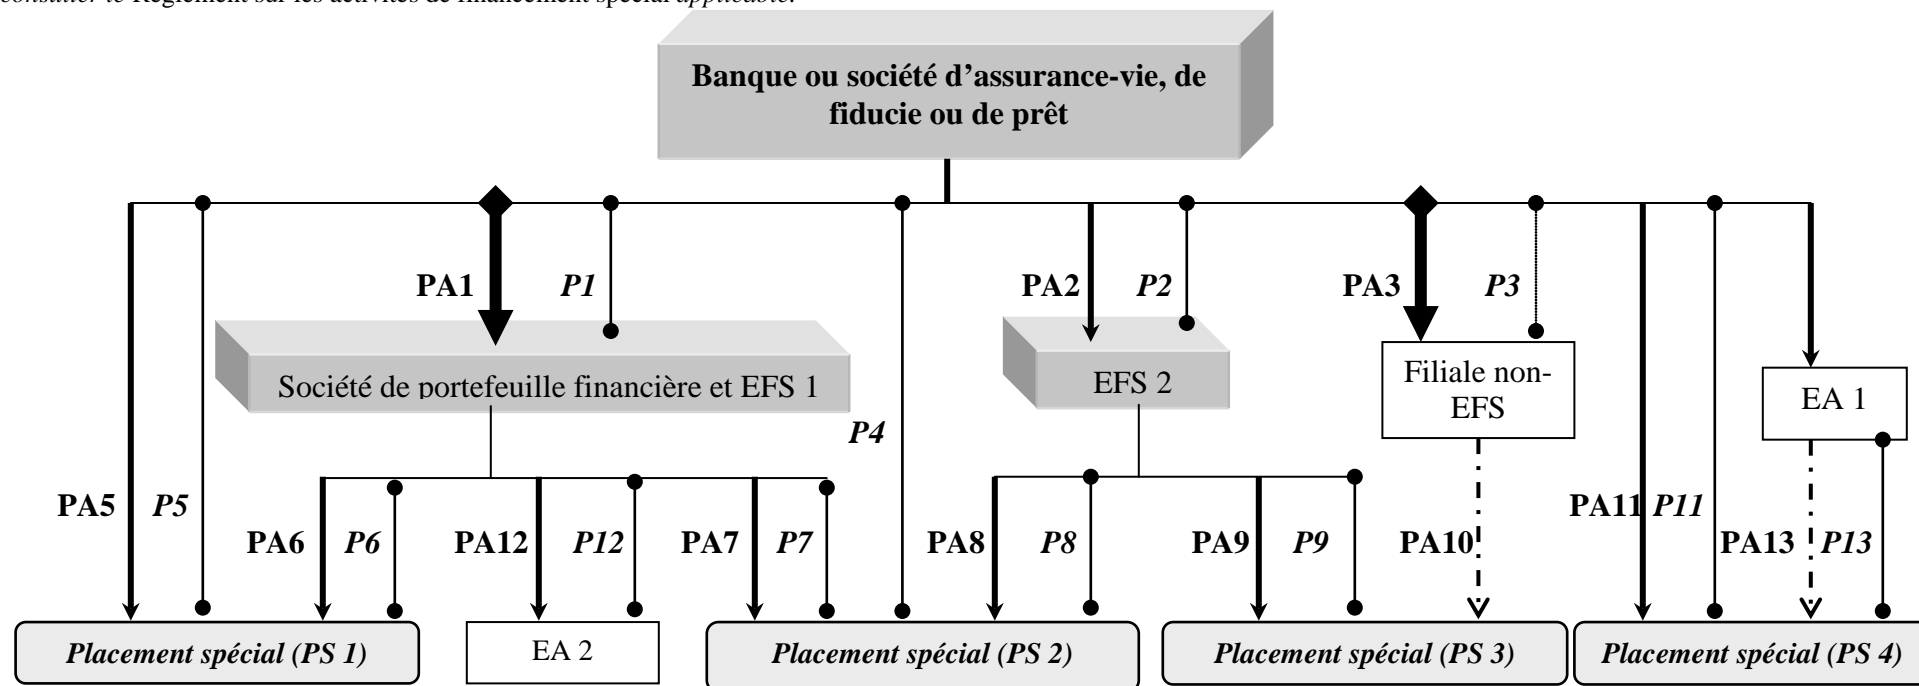 consulter le Règlement sur les activités de financement spécial applicable.
Banque ou société d'assurance-vie, de
fiducie ou de prêt
PA1
P1
PA2
P2
PA3
P3
Société de portefeuille financière et EFS 1
EFS 2
Filiale non-
EFS
EA 1
P4
PA5
P5
PA6
P6
PA12
P12
PA7
P7
PA8
P8
PA9
P9
PA10
PA11
P11
PA13
P13
Placement spécial (PS 1)
EA 2
Placement spécial (PS 2)
Placement spécial (PS 3)
Placement spécial (PS 4)